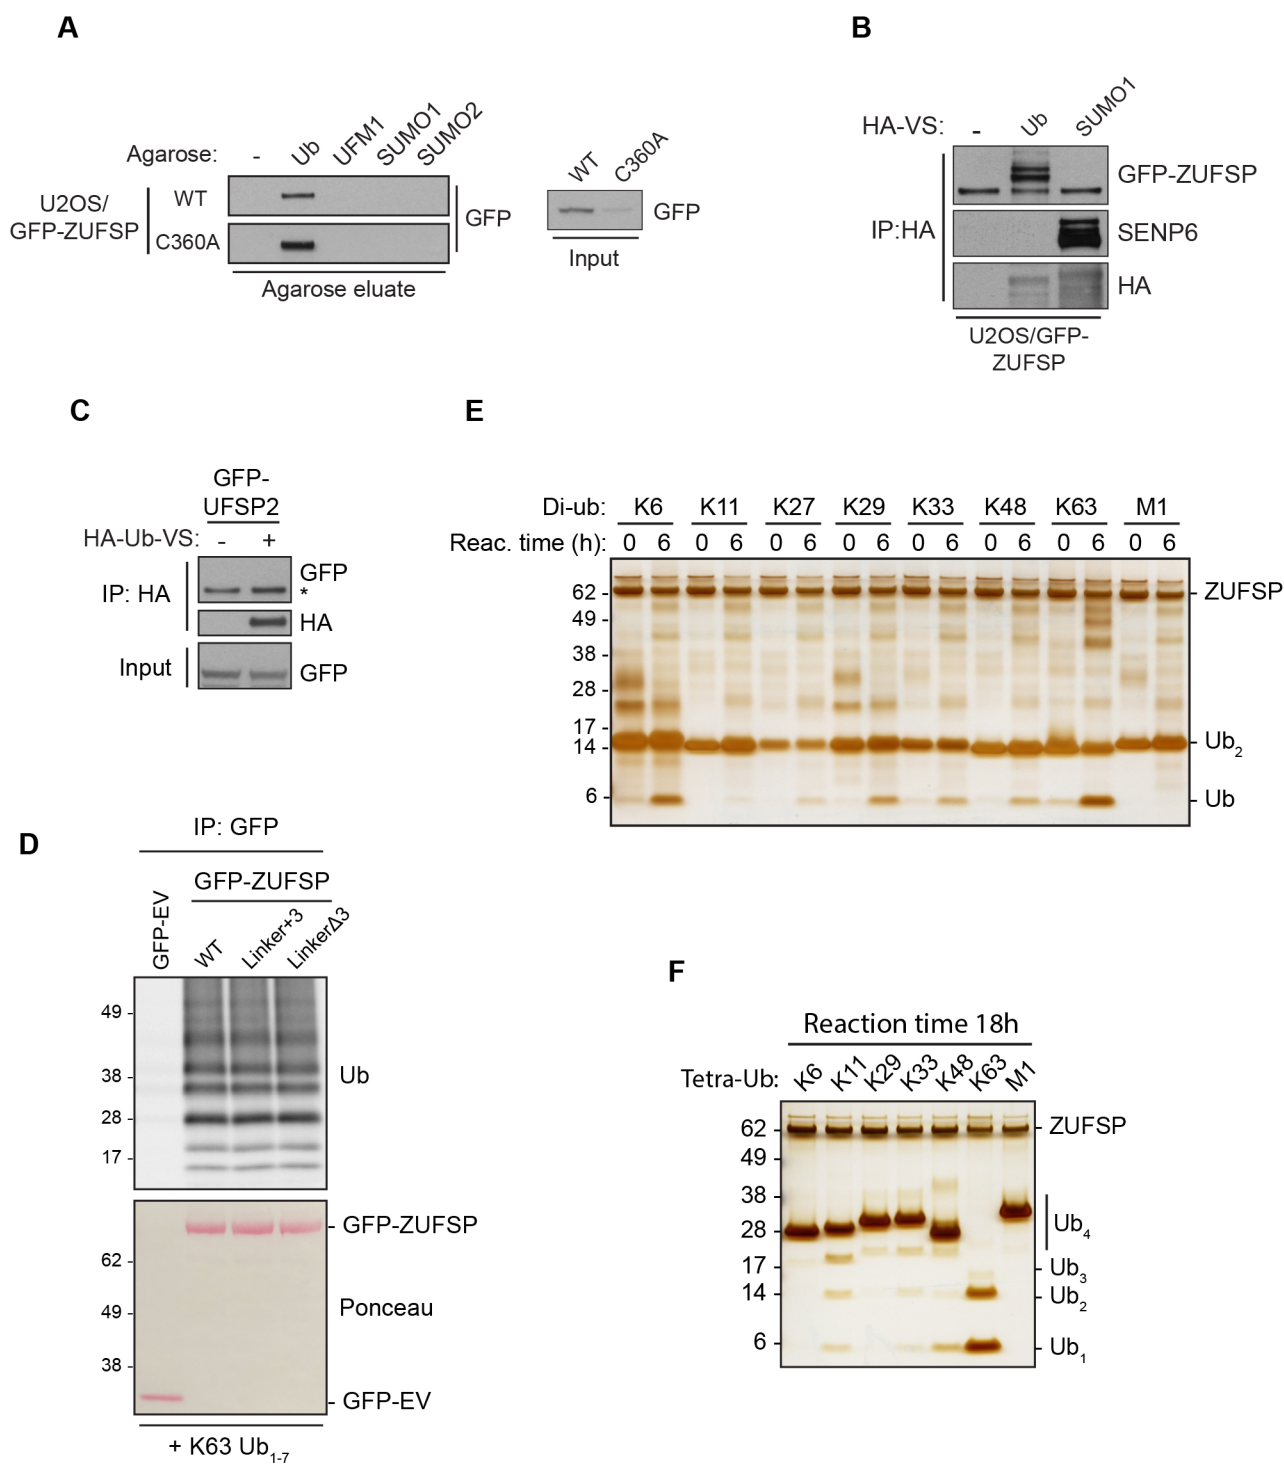 A
Agarose: - Ub UFM1 SUMO1 SUMO2
U2OS/
GFP-ZUFSP
WT
C360A
GFP
Agarose eluate
WT C360A
GFP
Input
B
HA-VS: - Ub SUMO1
IP:HA
GFP-ZUFSP
SENP6
HA
U2OS/GFP-
ZUFSP
C
GFP-
UFSP2
HA-Ub-VS: - +
IP: HA
GFP
*
HA
Input
GFP
E
Di-ub: K6 K11 K27 K29 K33 K48 K63 M1
Reac. time (h): 0 6 0 6 0 6 0 6 0 6 0 6 0 6 0 6
62 - - ZUFSP
49 -
38 -
28 -
17 -
14 - - Ub2
6 - - Ub
D
IP: GFP
GFP-ZUFSP
GFP-EV WT Linker+3 LinkerΔ3
49 -
38 -
28 -
17 -
Ub
- GFP-ZUFSP
62 -
49 -
38 -
Ponceau
- GFP-EV
+ K63 Ub1-7
F
Reaction time 18h
Tetra-Ub: K6 K11 K29 K33 K48 K63 M1
62 - - ZUFSP
49 -
38 -
28 - Ub4
17 - - Ub3
14 - - Ub2
6 - - Ub1